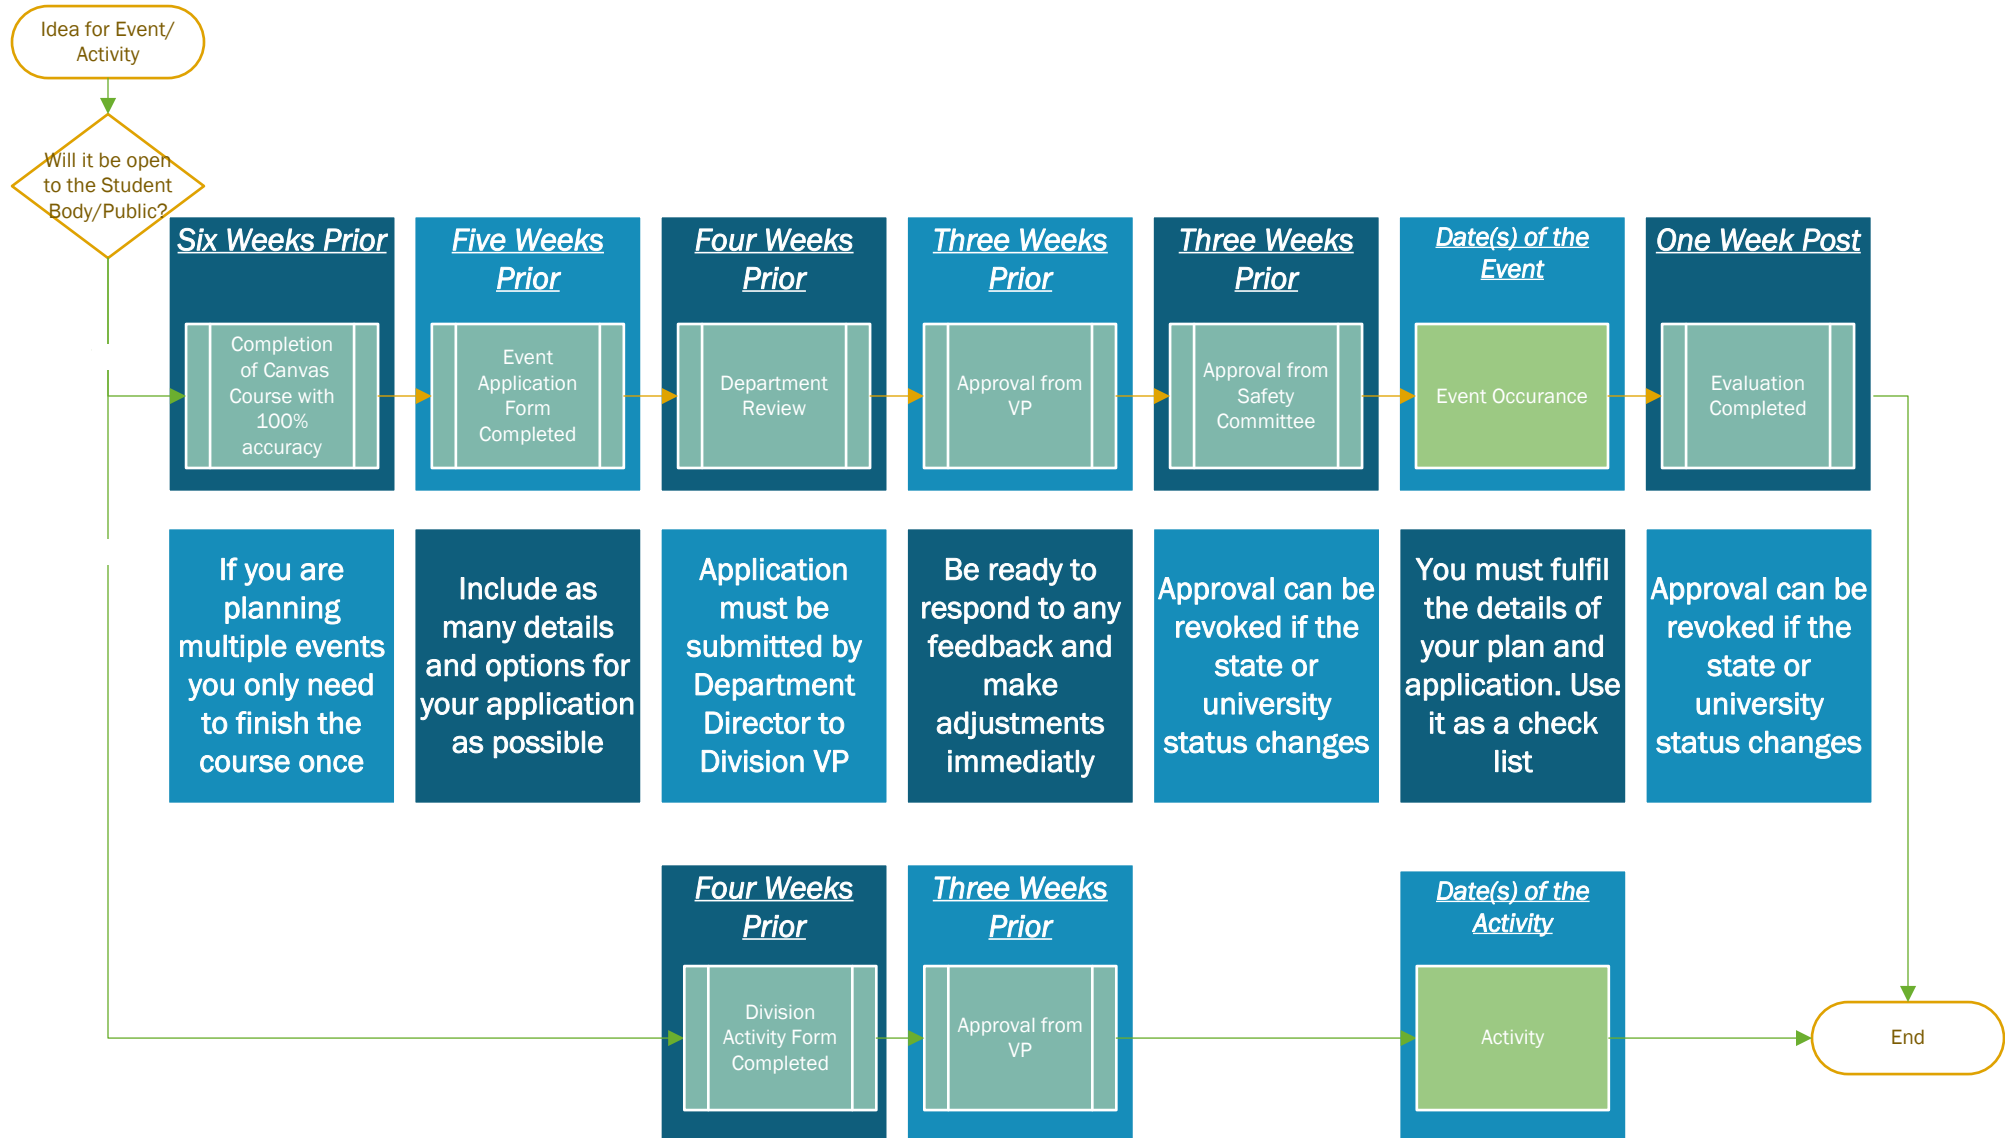 Idea for Event/
Activity
Will it be open
to the Student
Body/Public?
Six Weeks Prior
Completion
of Canvas
Course with
100%
accuracy
Five Weeks
Prior
Event
Application
Form
Completed
Four Weeks
Prior
Department
Review
Three Weeks
Prior
Approval from
VP
Three Weeks
Prior
Approval from
Safety
Committee
Date(s) of the
Event
Event Occurance
One Week Post
Evaluation
Completed
If you are
planning
multiple events
you only need
to finish the
course once
Include as
many details
and options for
your application
as possible
Application
must be
submitted by
Department
Director to
Division VP
Be ready to
respond to any
feedback and
make
adjustments
immediatly
Approval can be
revoked if the
state or
university
status changes
You must fulfil
the details of
your plan and
application. Use
it as a check
list
Approval can be
revoked if the
state or
university
status changes
Four Weeks
Prior
Division
Activity Form
Completed
Three Weeks
Prior
Approval from
VP
Date(s) of the
Activity
Activity
End